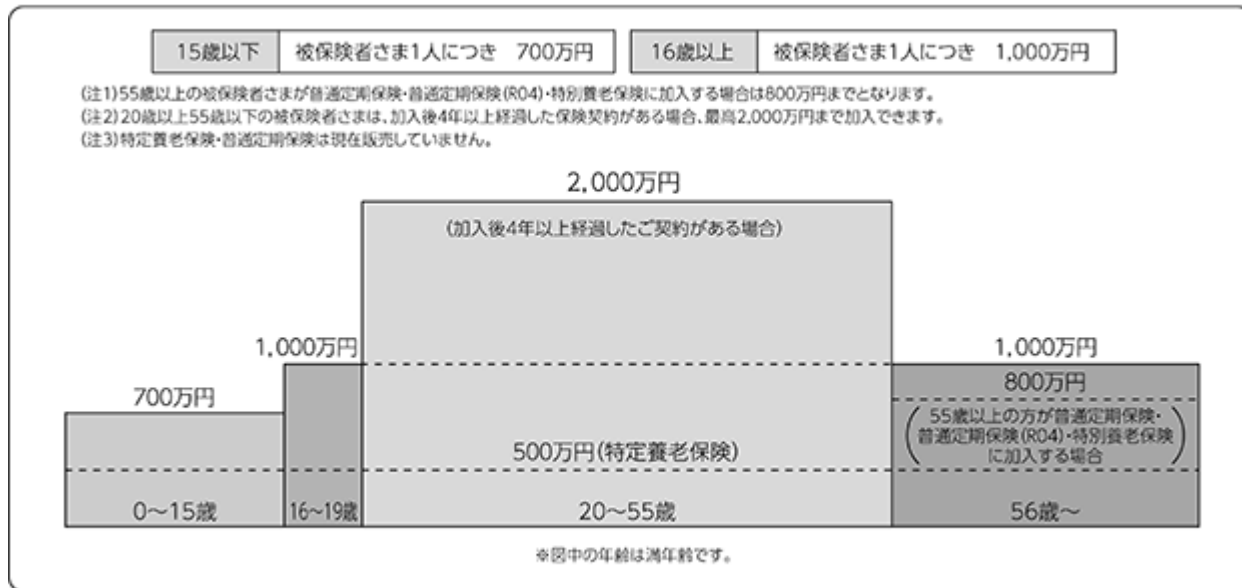 15歳以下 被保険者さま1人につき 700万円
16歳以上 被保険者さま1人につき 1,000万円
(注1)55歳以上の被保険者さまが普通定期保険・普通定期保険(R04)・特別養老保険に加入する場合は800万円までとなります。
(注2)20歳以上55歳以下の被保険者さまは、加入後4年以上経過した保険契約がある場合、最高2,000万円まで加入できます。
(注3)特定養老保険・普通定期保険は現在販売していません。
2,000万円
(加入後4年以上経過したご契約がある場合)
1,000万円
1,000万円
700万円
800万円
(55歳以上の方が普通定期保険・
普通定期保険(R04)・特別養老保険
に加入する場合)
500万円(特定養老保険)
0〜15歳
16〜19歳
20〜55歳
56歳〜
※図中の年齢は満年齢です。